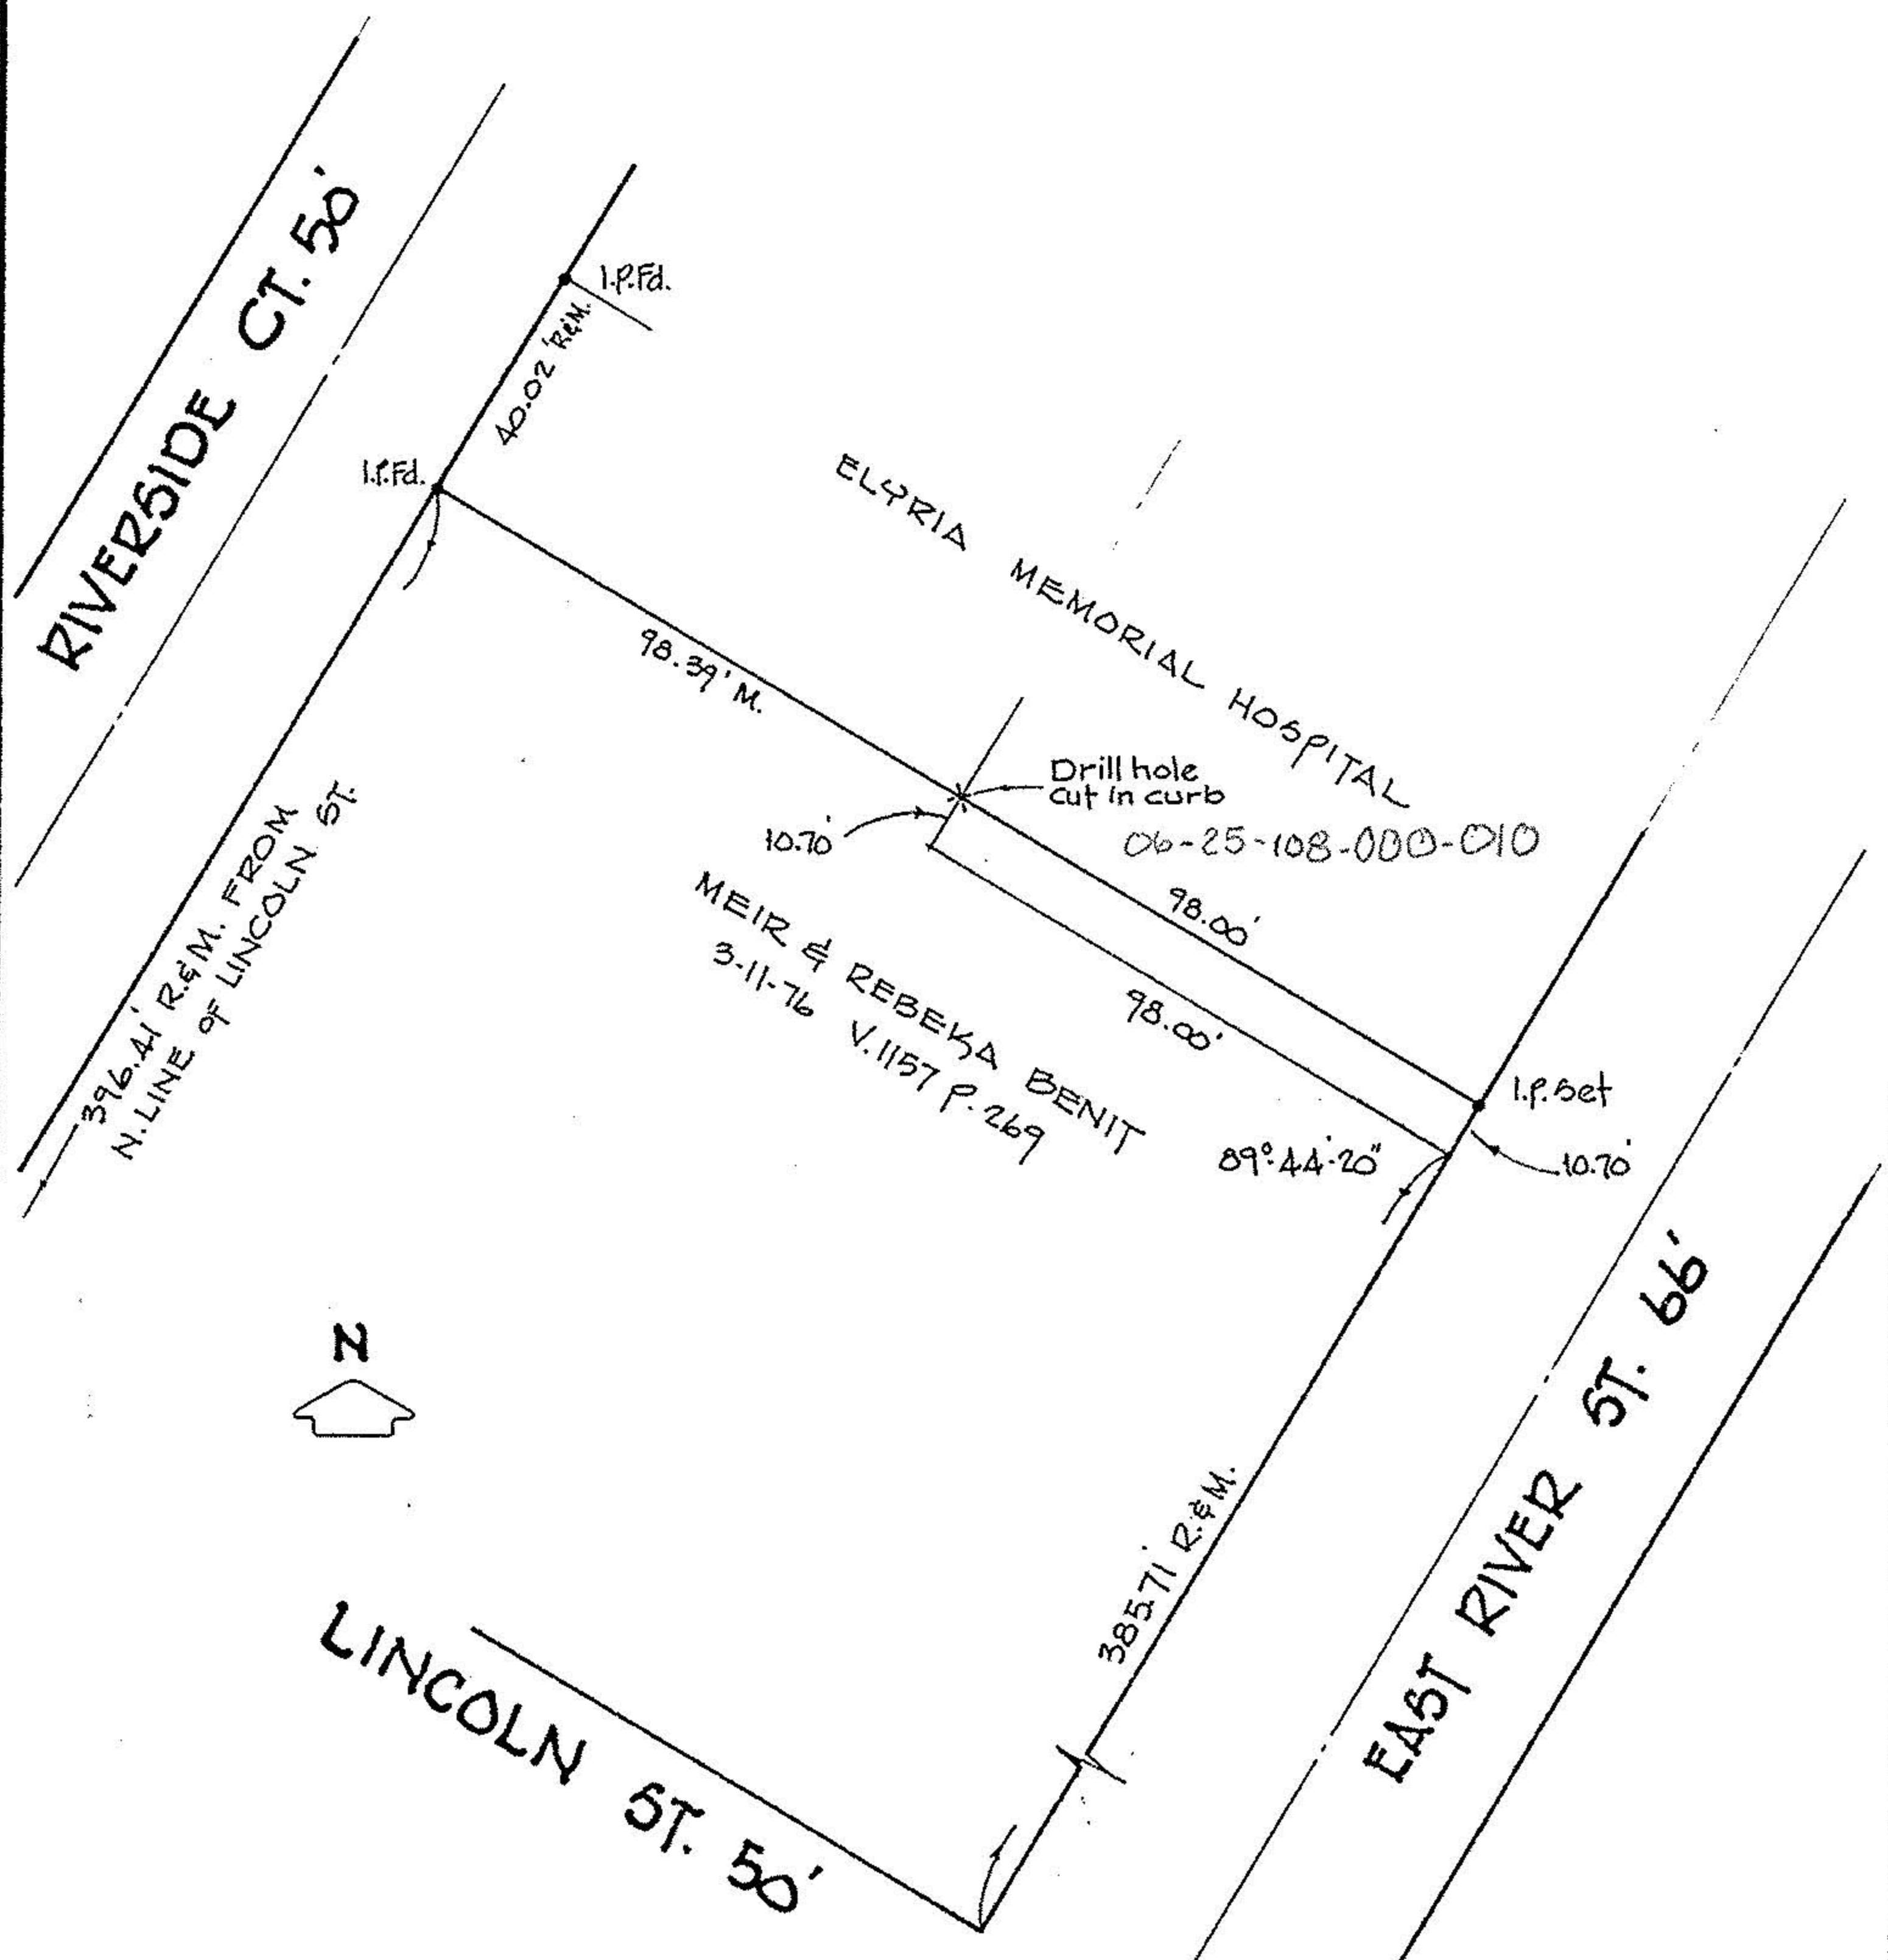 RIVERSIDE CT. 50'
I.P.Fd.
40.02' R&M.
I.P.Fd.
ELYRIA MEMORIAL HOSPITAL
98.39' M.
Drill hole
cut in curb
10.70'
06-25-108-000-010
98.00'
MEIR & REBEKA BENIT
3-11-76 V.1157 P.269
98.00'
396.41' R.&M. FROM
N. LINE OF LINCOLN ST.
I.P. Set
89°-44'-20"
10.70'
N
385.71' R.&M.
EAST RIVER ST. 66'
LINCOLN ST. 50'